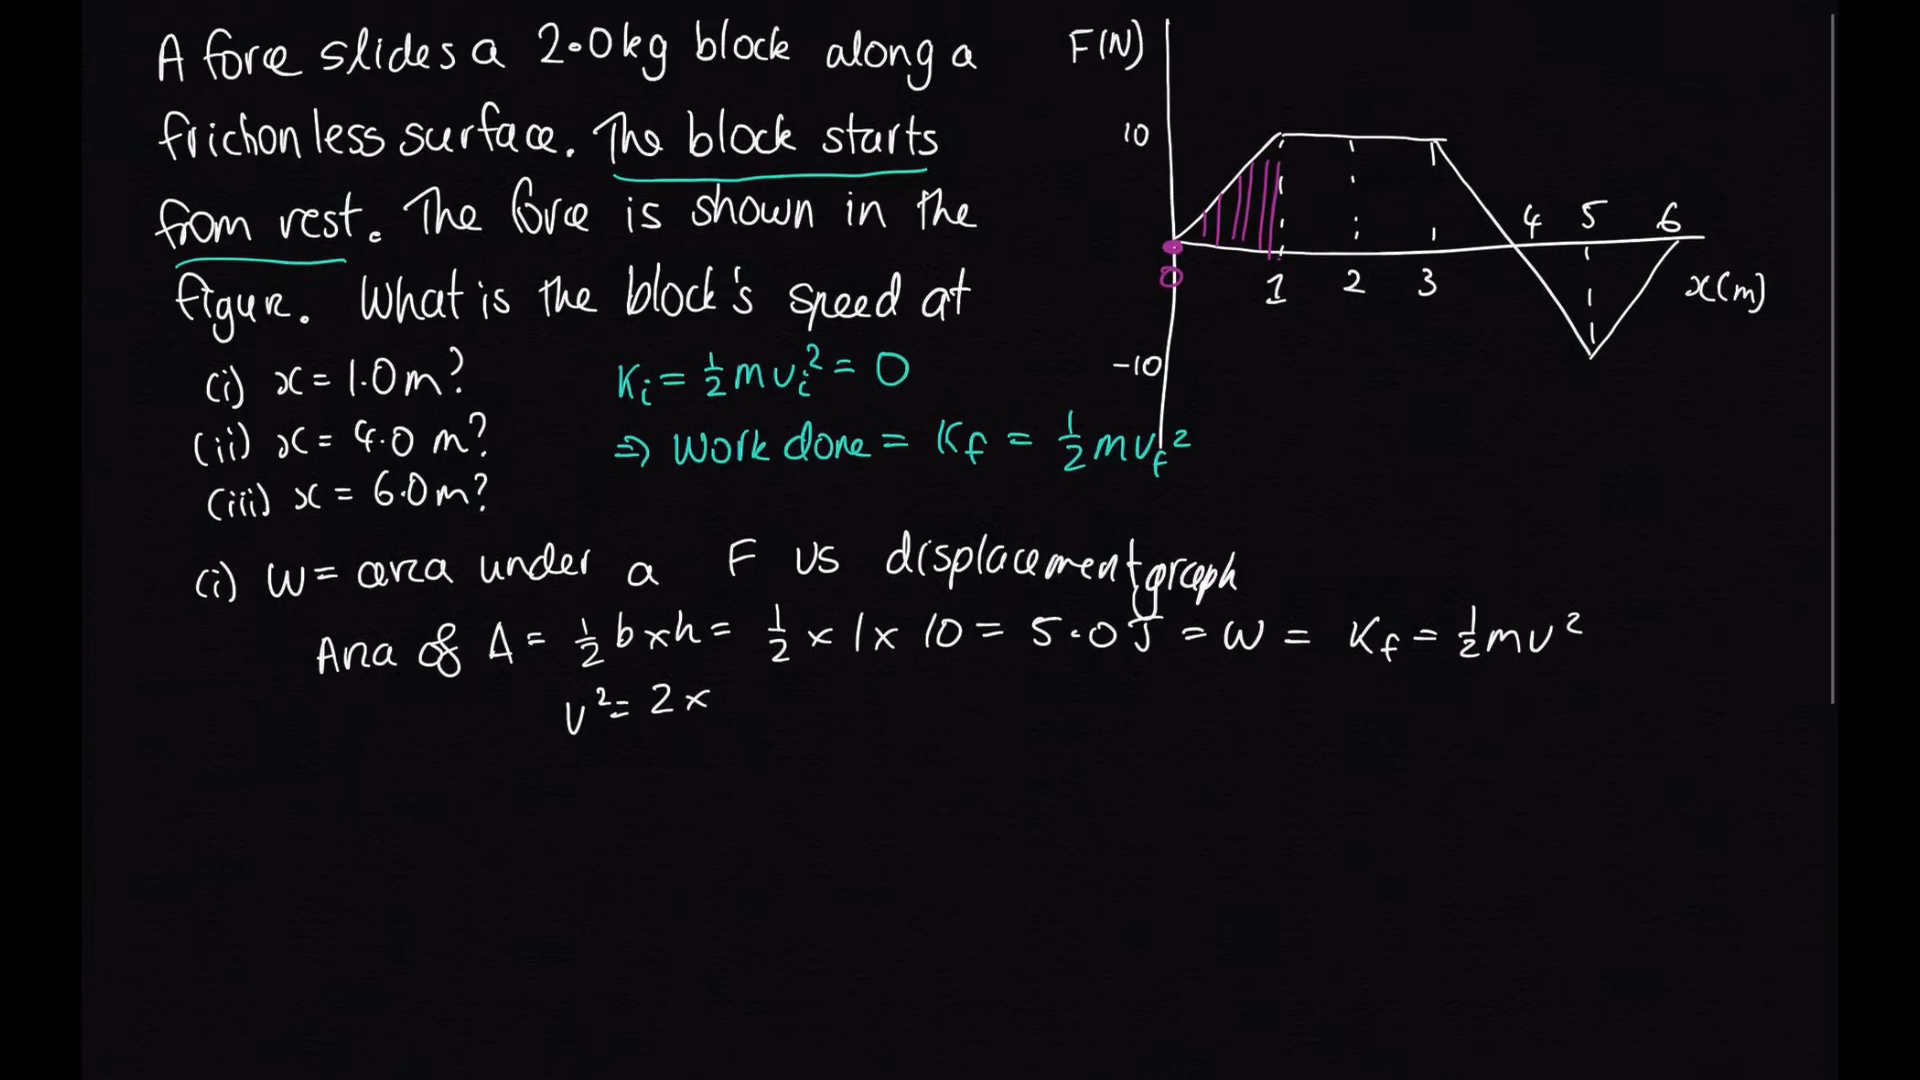 A force slides a 2.0kg block along a
frictionless surface. The block starts
from rest. The force is shown in the
figure. What is the block's speed at
(i) x = 1.0m?
(ii) x = 4.0 m?
(iii) x = 6.0m?
Ki = ½mvi² = 0
⇒ Work done = Kf = ½mvf²
F(N)
10
-10
0
1 2 3
4 5 6
x(m)
(i) W = area under a F vs displacement graph
Area of Δ = ½ b×h = ½ × 1 × 10 = 5.0J = W = Kf = ½mv²
v² = 2×